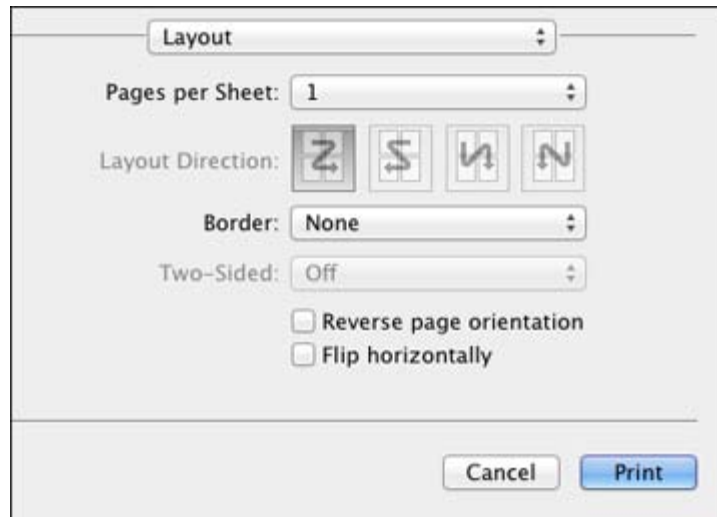 Layout
Pages per Sheet: 1
Layout Direction:
Border: None
Two-Sided: Off
Reverse page orientation
Flip horizontally
Cancel Print